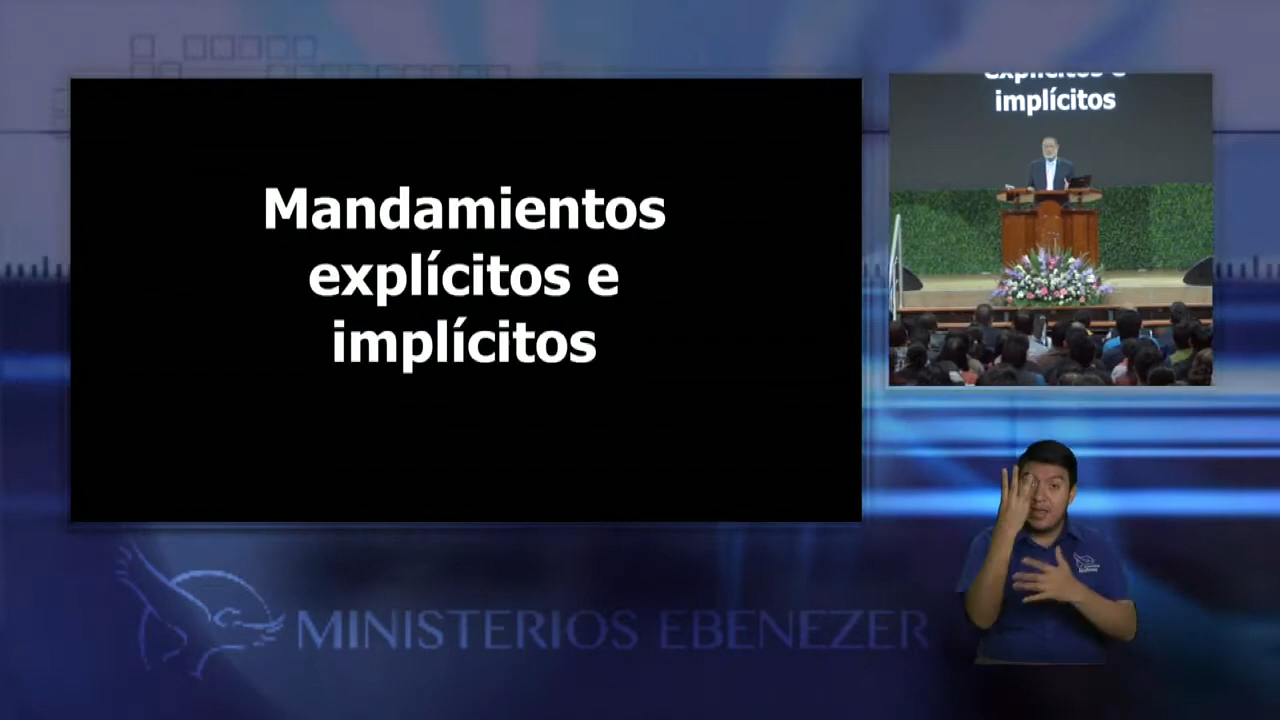 Mandamientos
explícitos e
implícitos
explícitos e
implícitos
MINISTERIOS EBENEZER